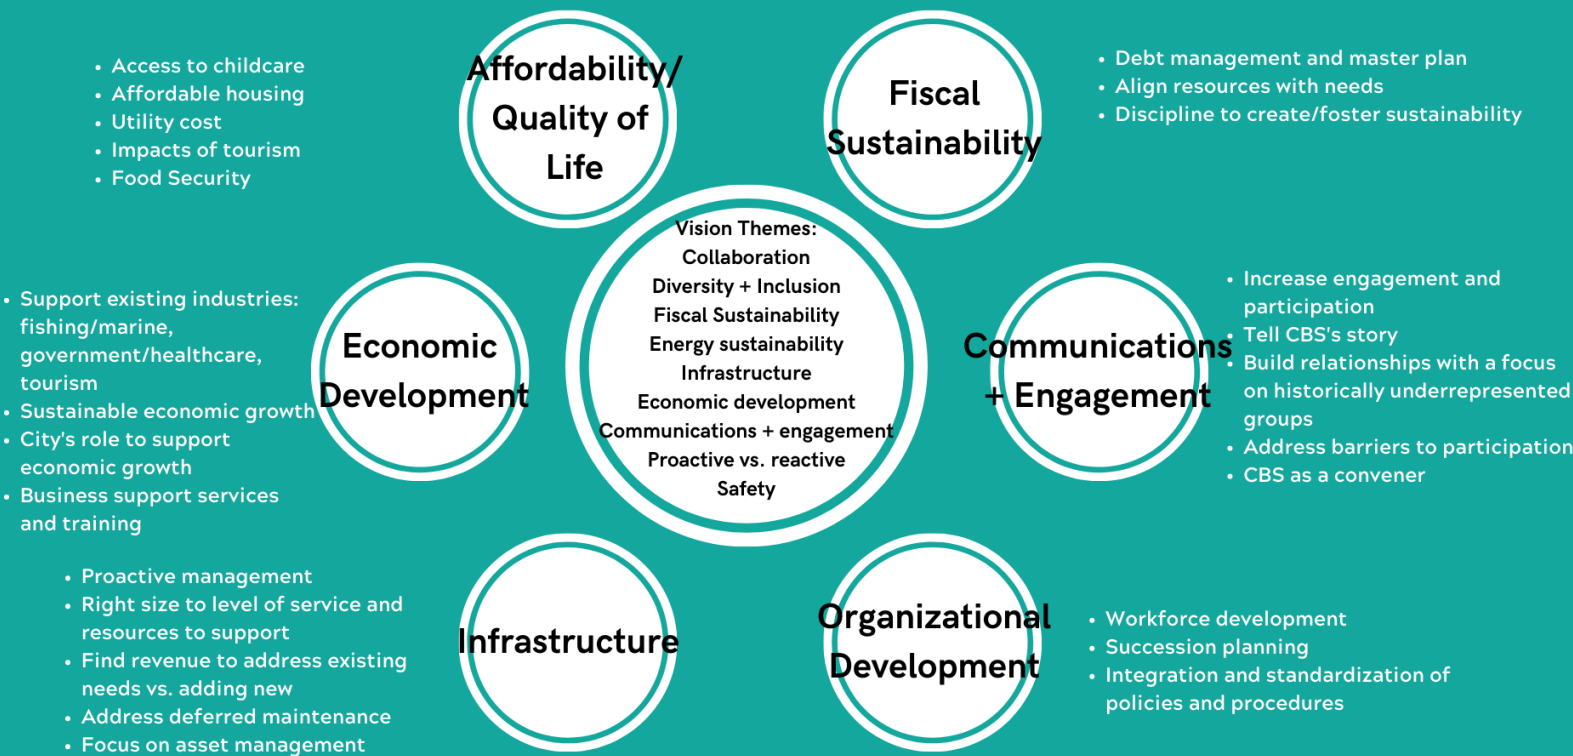 Affordability/
Quality of
Life
• Access to childcare
• Affordable housing
• Utility cost
• Impacts of tourism
• Food Security
Fiscal
Sustainability
• Debt management and master plan
• Align resources with needs
• Discipline to create/foster sustainability
Vision Themes:
Collaboration
Diversity + Inclusion
Fiscal Sustainability
Energy sustainability
Infrastructure
Economic development
Communications + engagement
Proactive vs. reactive
Safety
Economic
Development
• Support existing industries:
fishing/marine,
government/healthcare,
tourism
• Sustainable economic growth
• City's role to support
economic growth
• Business support services
and training
Communications
+ Engagement
• Increase engagement and
participation
• Tell CBS's story
• Build relationships with a focus
on historically underrepresented
groups
• Address barriers to participation
• CBS as a convener
Infrastructure
• Proactive management
• Right size to level of service and
resources to support
• Find revenue to address existing
needs vs. adding new
• Address deferred maintenance
• Focus on asset management
Organizational
Development
• Workforce development
• Succession planning
• Integration and standardization of
policies and procedures